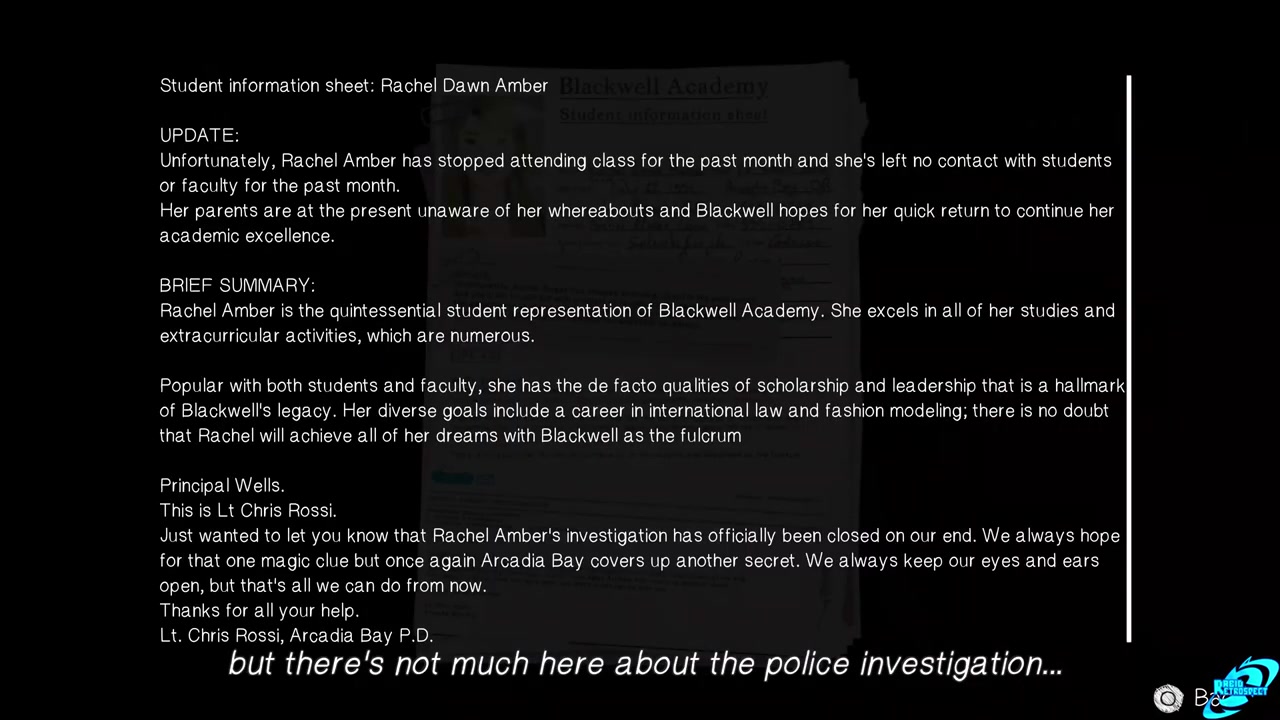 Student information sheet: Rachel Dawn Amber
Blackwell Academy
Student information sheet
UPDATE:
Unfortunately, Rachel Amber has stopped attending class for the past month and she's left no contact with students
or faculty for the past month.
Her parents are at the present unaware of her whereabouts and Blackwell hopes for her quick return to continue her
academic excellence.
BRIEF SUMMARY:
Rachel Amber is the quintessential student representation of Blackwell Academy. She excels in all of her studies and
extracurricular activities, which are numerous.
Popular with both students and faculty, she has the de facto qualities of scholarship and leadership that is a hallmark
of Blackwell's legacy. Her diverse goals include a career in international law and fashion modeling; there is no doubt
that Rachel will achieve all of her dreams with Blackwell as the fulcrum
Principal Wells.
This is Lt Chris Rossi.
Just wanted to let you know that Rachel Amber's investigation has officially been closed on our end. We always hope
for that one magic clue but once again Arcadia Bay covers up another secret. We always keep our eyes and ears
open, but that's all we can do from now.
Thanks for all your help.
Lt. Chris Rossi, Arcadia Bay P.D.
but there's not much here about the police investigation...
RETROSPECT